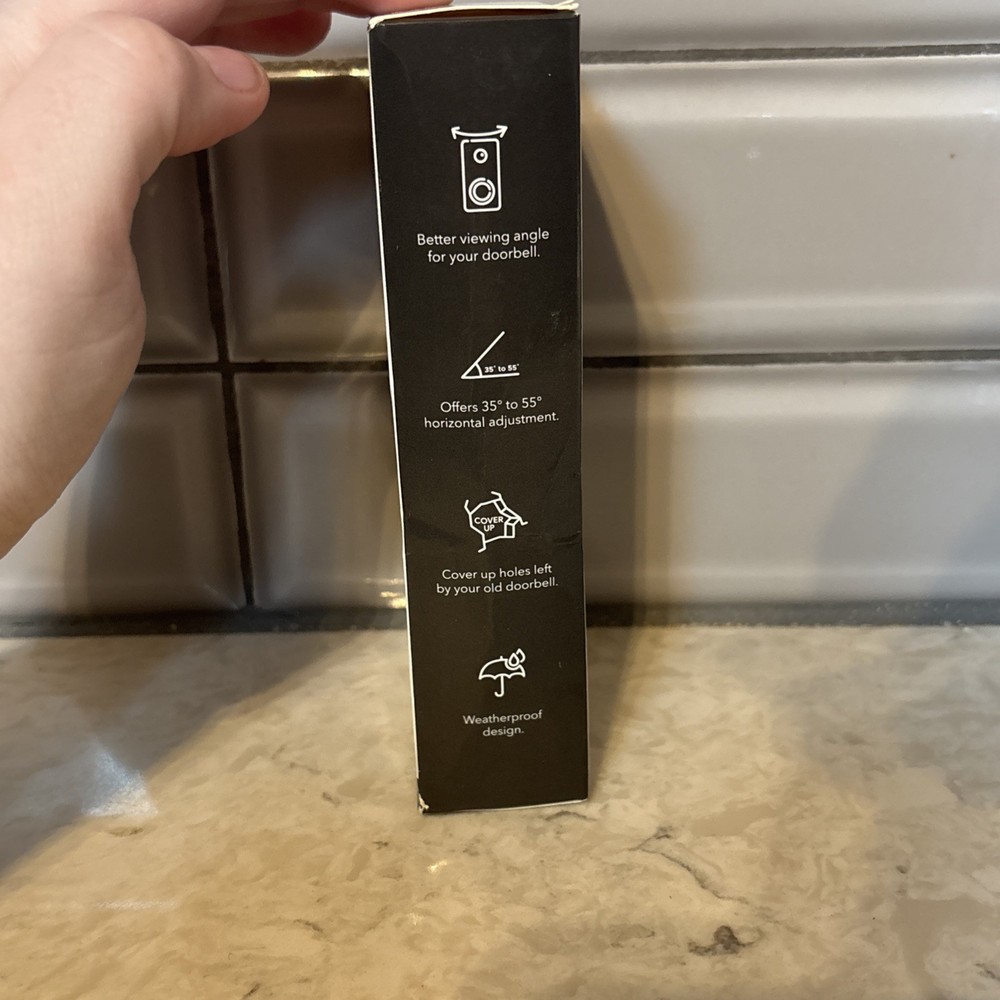 Better viewing angle
for your doorbell.
35° to 55°
Offers 35° to 55°
horizontal adjustment.
COVER
UP
Cover up holes left
by your old doorbell.
Weatherproof
design.